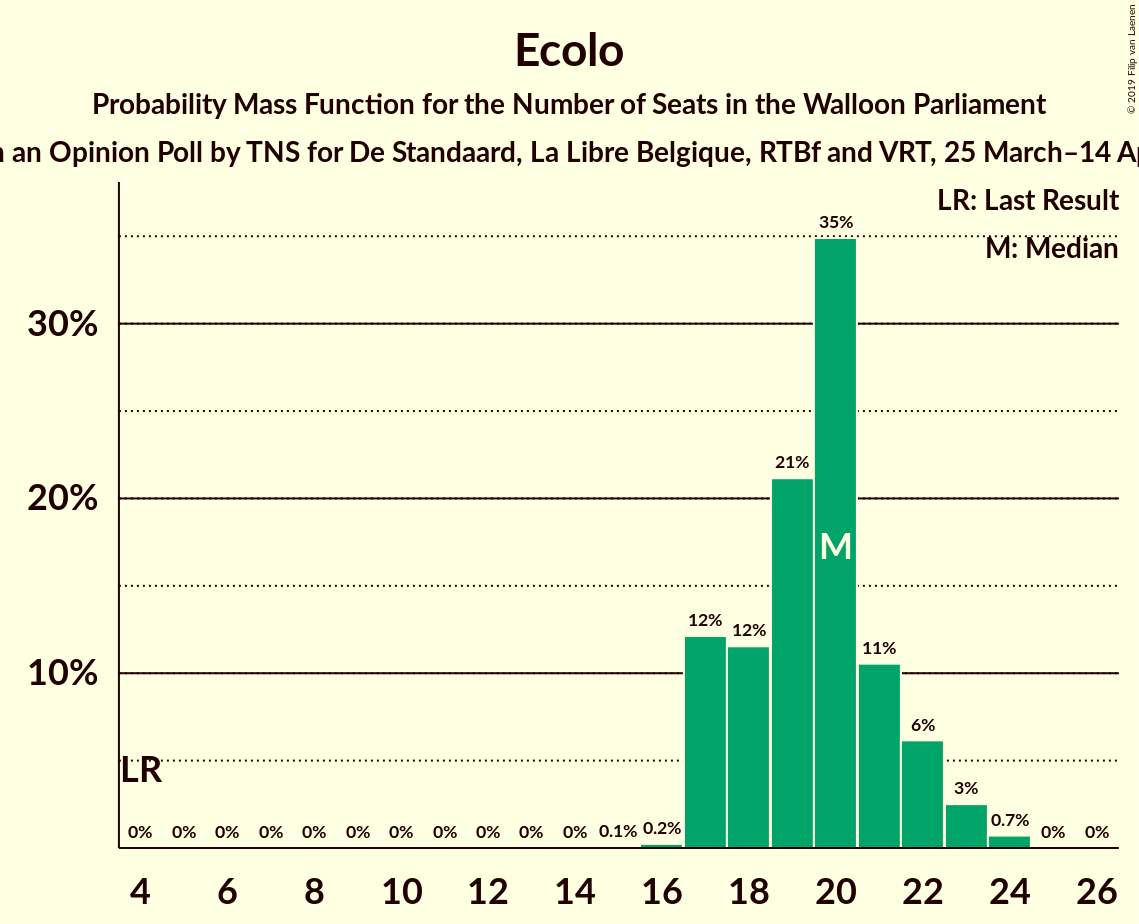 Ecolo
Probability Mass Function for the Number of Seats in the Walloon Parliament
an Opinion Poll by TNS for De Standaard, La Libre Belgique, RTBf and VRT, 25 March–14
© 2019 Filip van Laenen
LR: Last Result
M: Median
35%
30%
21%
20%
M
12% 12%
11%
10%
6%
LR
3%
0% 0% 0% 0% 0% 0% 0% 0% 0% 0% 0% 0.1% 0.2% 0.7% 0% 0%
4 6 8 10 12 14 16 18 20 22 24 26